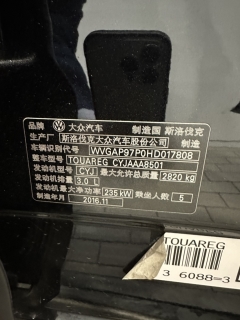 品牌 大众汽车 制造国 斯洛伐克
生产厂 斯洛伐克大众汽车股份公司
车辆识别代号 WVGAP97P0HD017808
整车型号 TOUAREG CYJAAA8501
发动机型号 CYJ 最大允许总质量 2820 kg
发动机排量 3.0 L
发动机最大净功率 235 kW 乘坐人数 5
制造年月 2016.11
TOUAREG
3 6088=3